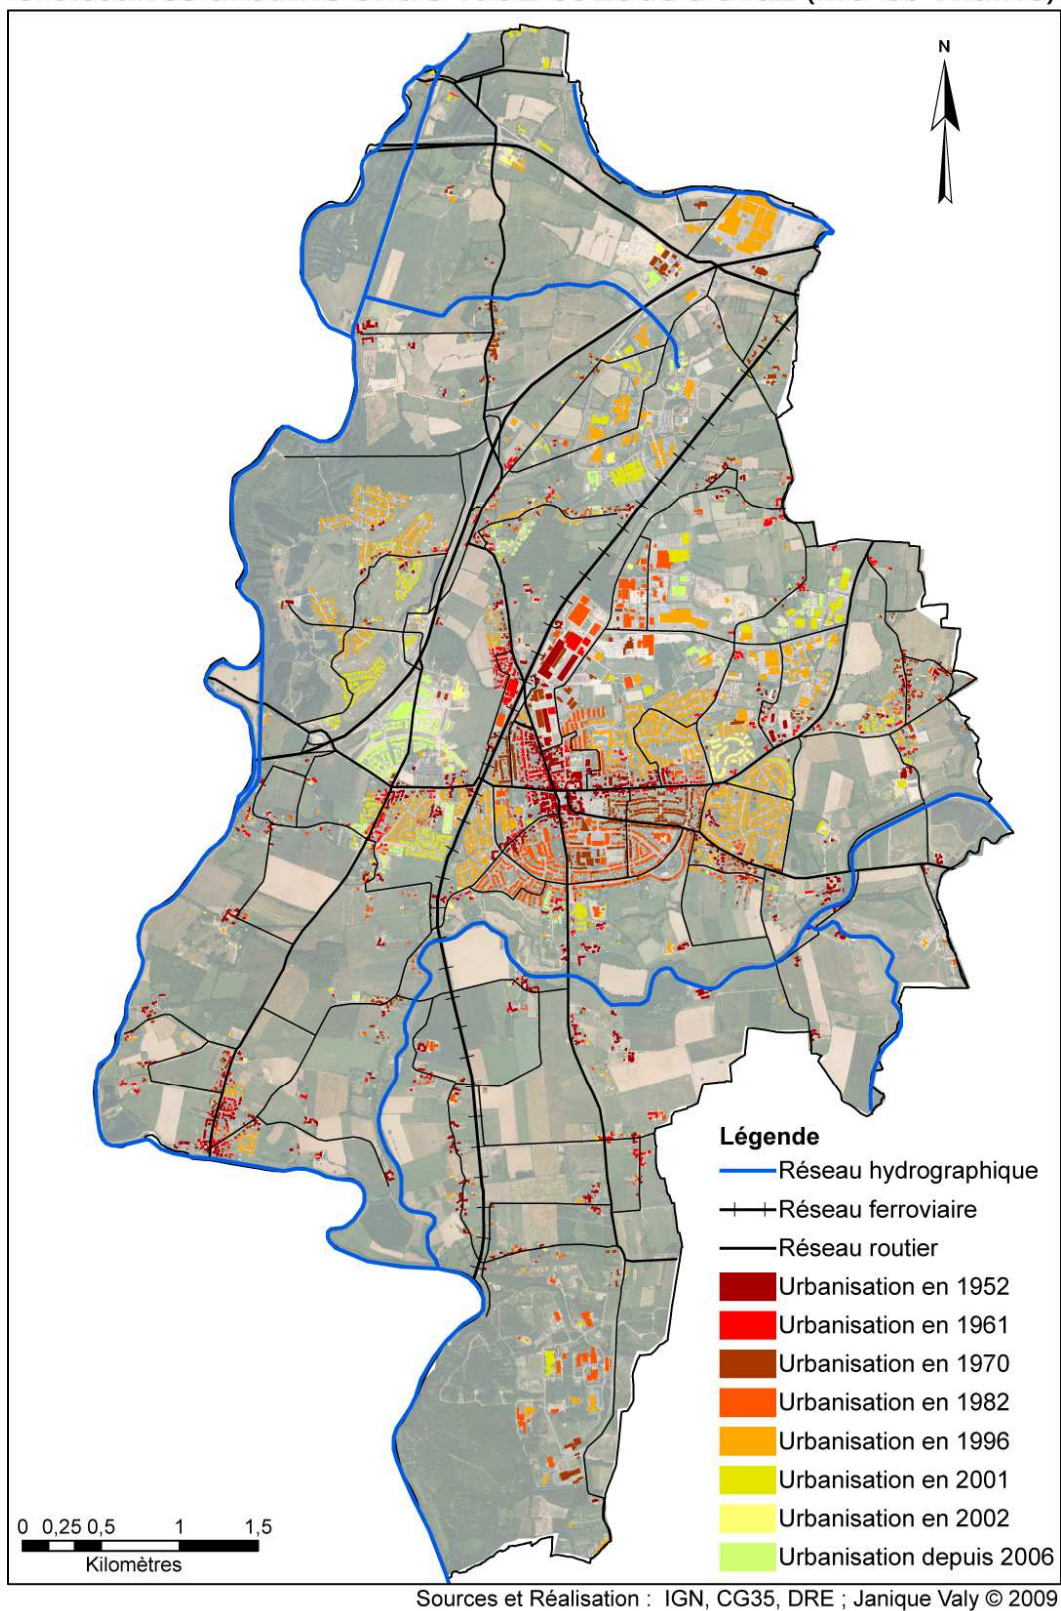 N
Légende
Réseau hydrographique
Réseau ferroviaire
Réseau routier
Urbanisation en 1952
Urbanisation en 1961
Urbanisation en 1970
Urbanisation en 1982
Urbanisation en 1996
Urbanisation en 2001
Urbanisation en 2002
Urbanisation depuis 2006
0 0,25 0,5 1 1,5
Kilomètres
Sources et Réalisation : IGN, CG35, DRE ; Janique Valy © 2009